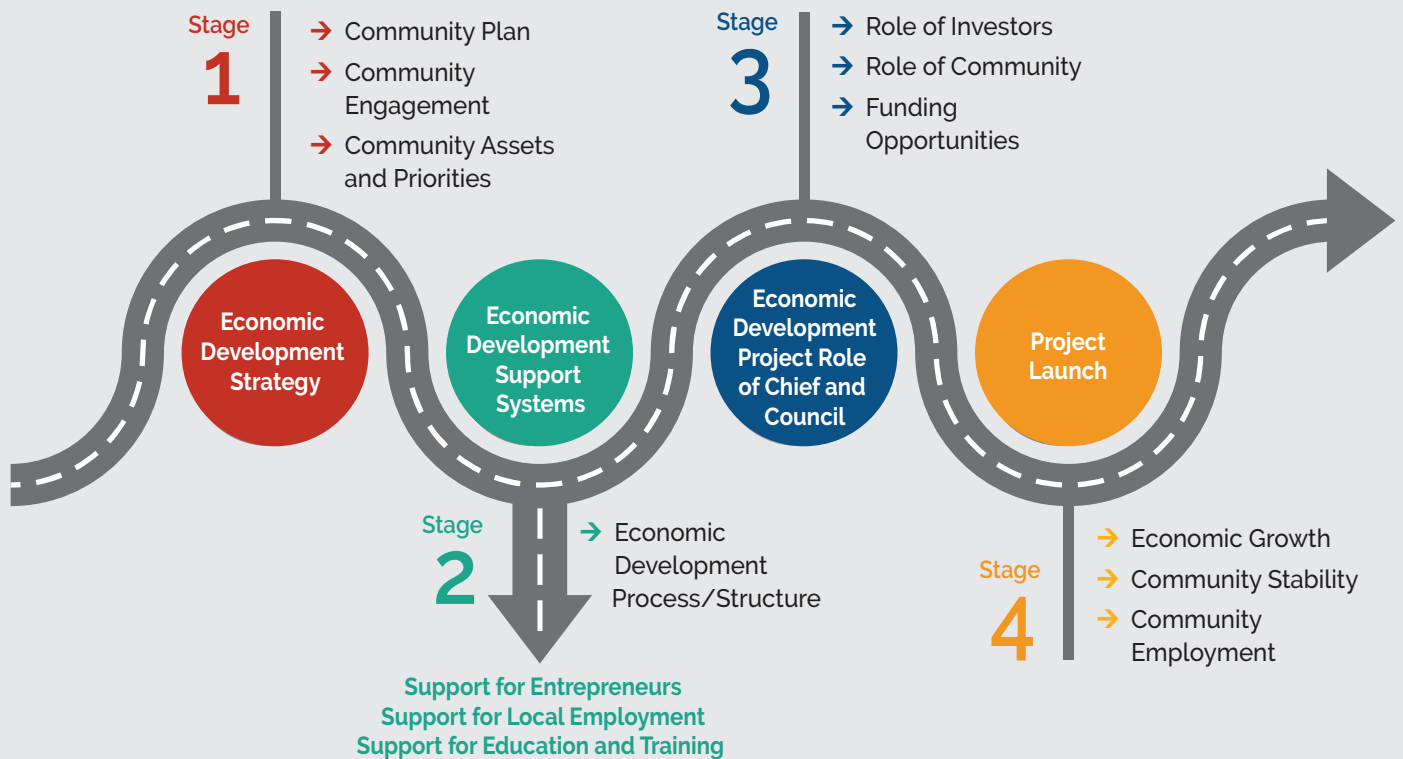 Stage
1
→ Community Plan
→ Community
Engagement
→ Community Assets
and Priorities
Economic
Development
Strategy
Stage
2
→ Economic
Development
Process/Structure
Economic
Development
Support
Systems
Support for Entrepreneurs
Support for Local Employment
Support for Education and Training
Stage
3
→ Role of Investors
→ Role of Community
→ Funding
Opportunities
Economic
Development
Project Role
of Chief and
Council
Stage
4
→ Economic Growth
→ Community Stability
→ Community
Employment
Project
Launch